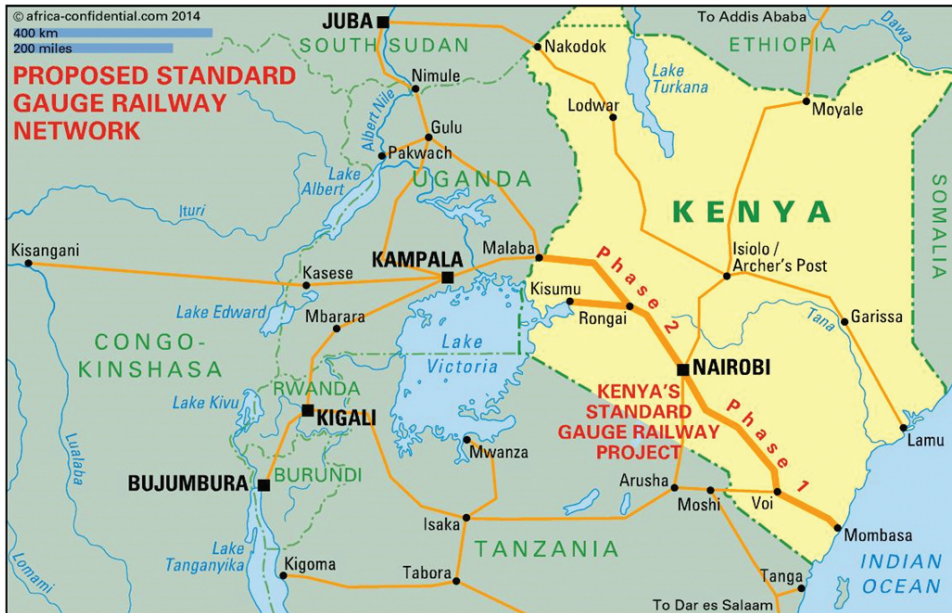 © africa-confidential.com 2014
400 km
200 miles
PROPOSED STANDARD
GAUGE RAILWAY
NETWORK
JUBA
SOUTH SUDAN
Nimule
Albert Nile
Gulu
Pakwach
Lake
Albert
UGANDA
Ituri
Kisangani
Kasese
KAMPALA
Malaba
Lake Edward
Mbarara
CONGO-
KINSHASA
Lake
Victoria
RWANDA
Lake Kivu
KIGALI
BURUNDI
BUJUMBURA
Lualaba
Lomami
Lake
Tanganyika
Kigoma
Mwanza
Isaka
Tabora
TANZANIA
To Addis Ababa
Dawa
ETHIOPIA
Nakodok
Lake
Turkana
Lodwar
Moyale
KENYA
SOMALIA
Isiolo /
Archer's Post
Phase 2
Kisumu
Rongai
Tana
Garissa
NAIROBI
KENYA'S
STANDARD
GAUGE RAILWAY
PROJECT
Phase 1
Lamu
Arusha
Moshi
Voi
Mombasa
Tanga
To Dar es Salaam
INDIAN
OCEAN